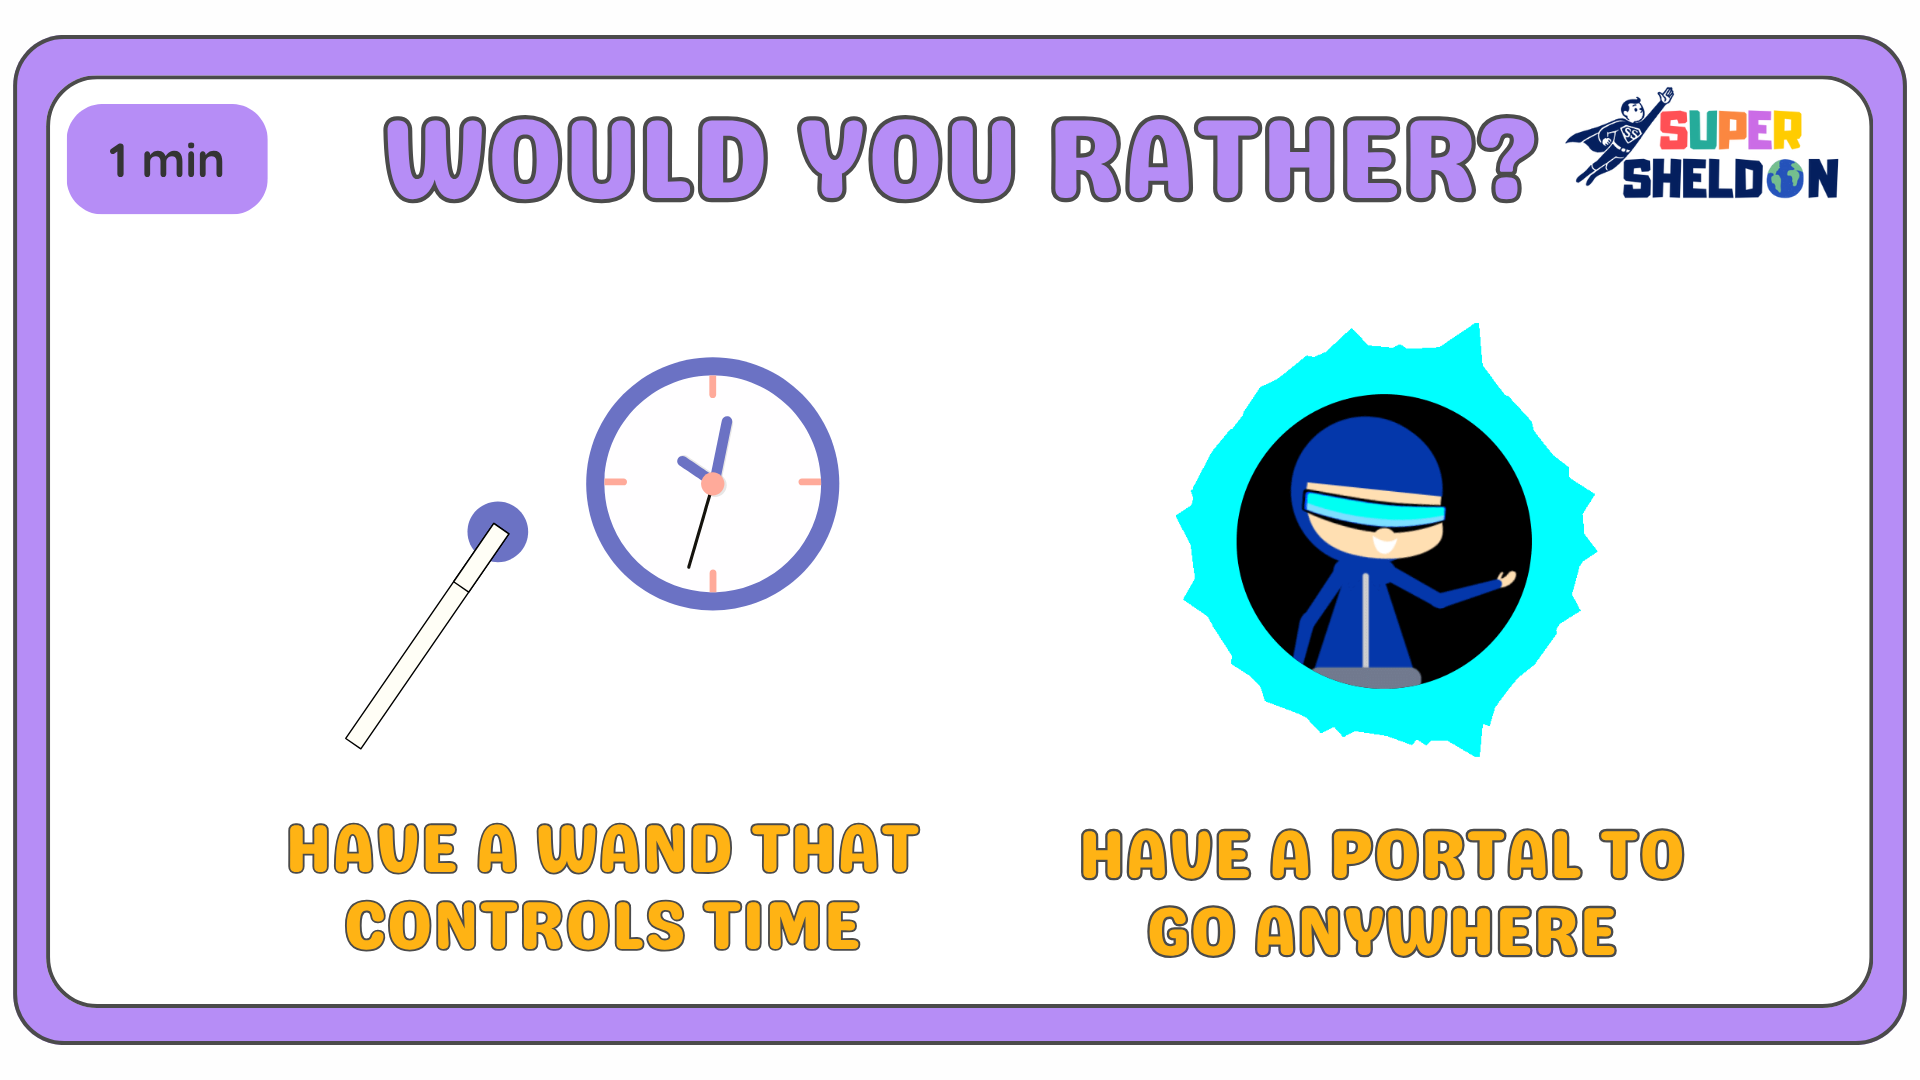 1 min
WOULD YOU RATHER?
SUPER
SHELDON
HAVE A WAND THAT
CONTROLS TIME
HAVE A PORTAL TO
GO ANYWHERE